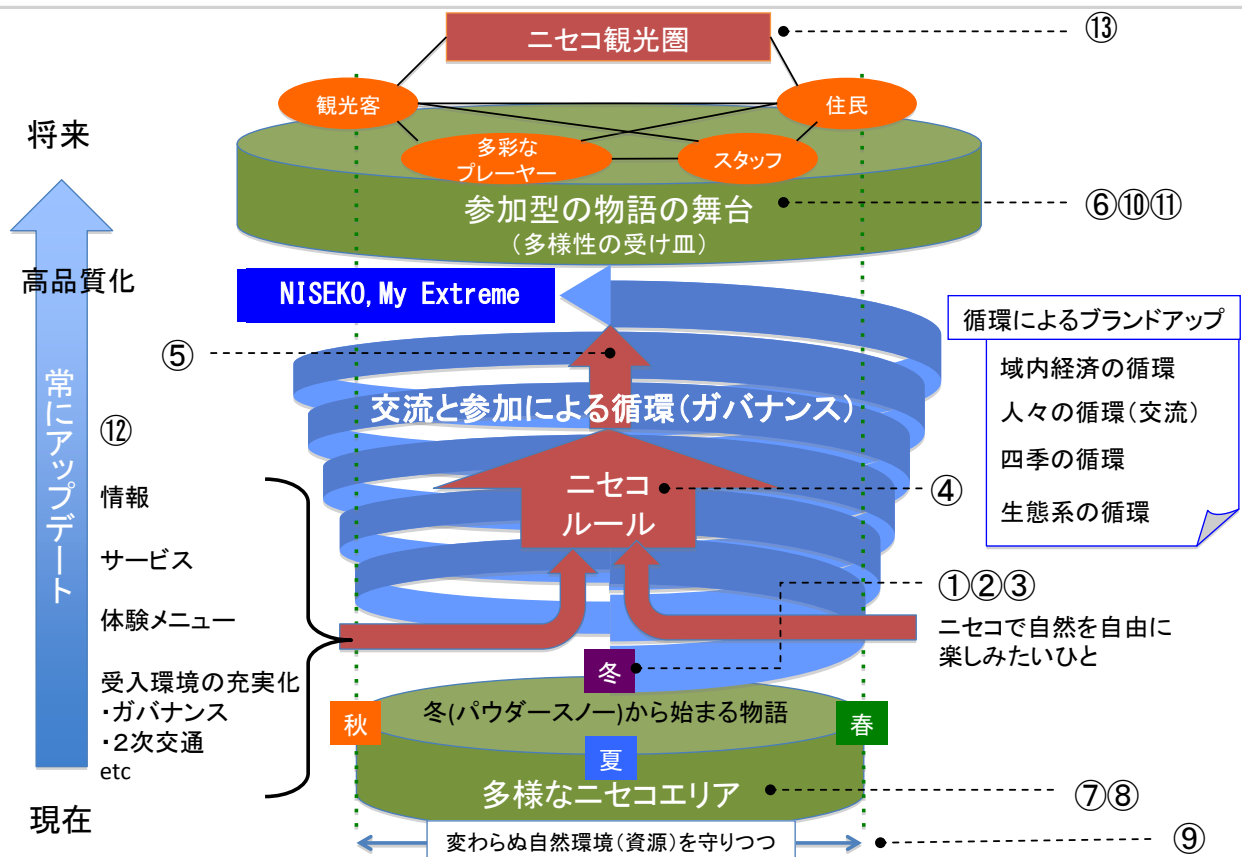 ニセコ観光圏
⑬
観光客
住民
多彩な
プレーヤー
スタッフ
将来
参加型の物語の舞台
(多様性の受け皿)
⑥⑩⑪
高品質化
NISEKO,My Extreme
循環によるブランドアップ
域内経済の循環
人々の循環(交流)
四季の循環
生態系の循環
⑤
交流と参加による循環(ガバナンス)
常にアップデート
⑫
ニセコ
ルール
④
情報
サービス
体験メニュー
受入環境の充実化
・ガバナンス
・2次交通
etc
①②③
ニセコで自然を自由に
楽しみたいひと
冬
冬(パウダースノー)から始まる物語
秋
春
夏
多様なニセコエリア
⑦⑧
現在
変わらぬ自然環境(資源)を守りつつ
⑨